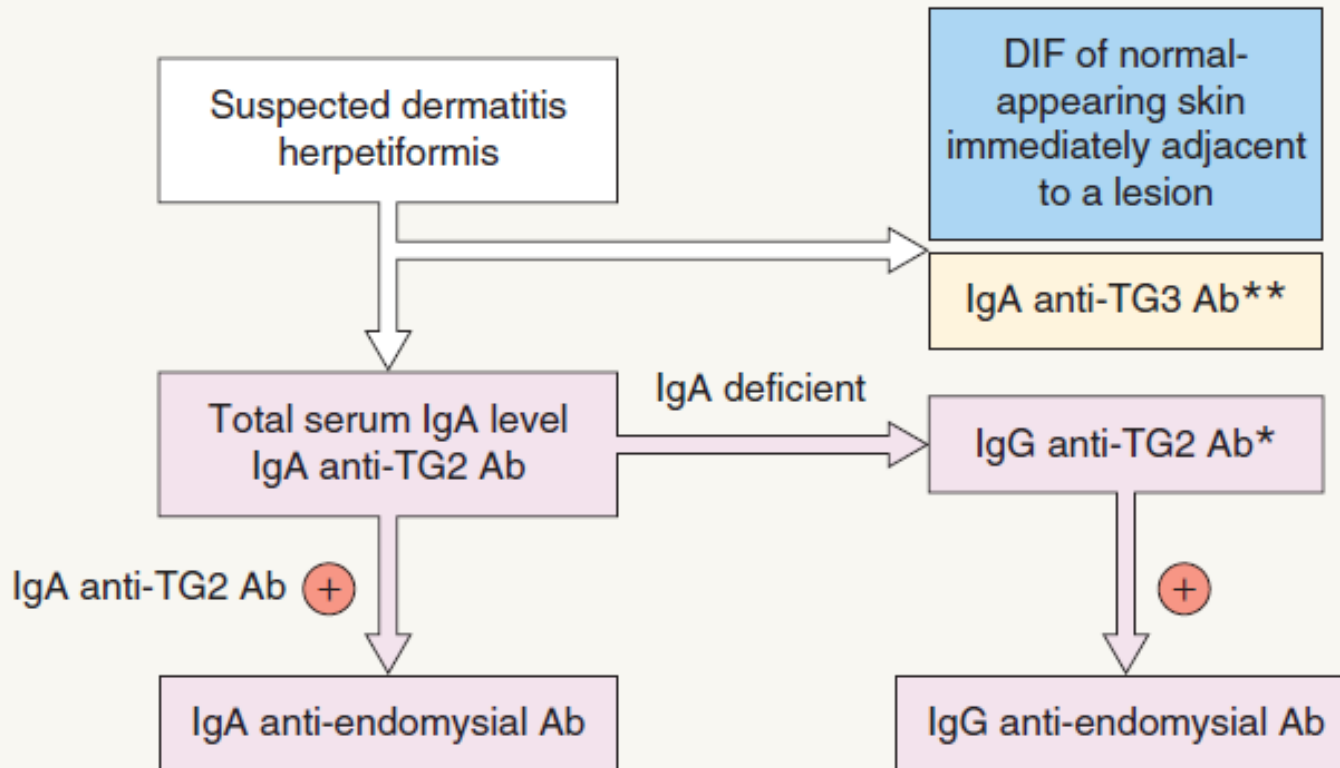 Suspected dermatitis
herpetiformis
DIF of normal-
appearing skin
immediately adjacent
to a lesion
IgA anti-TG3 Ab**
Total serum IgA level
IgA anti-TG2 Ab
IgA deficient
IgG anti-TG2 Ab*
IgA anti-TG2 Ab +
+
IgA anti-endomysial Ab
IgG anti-endomysial Ab